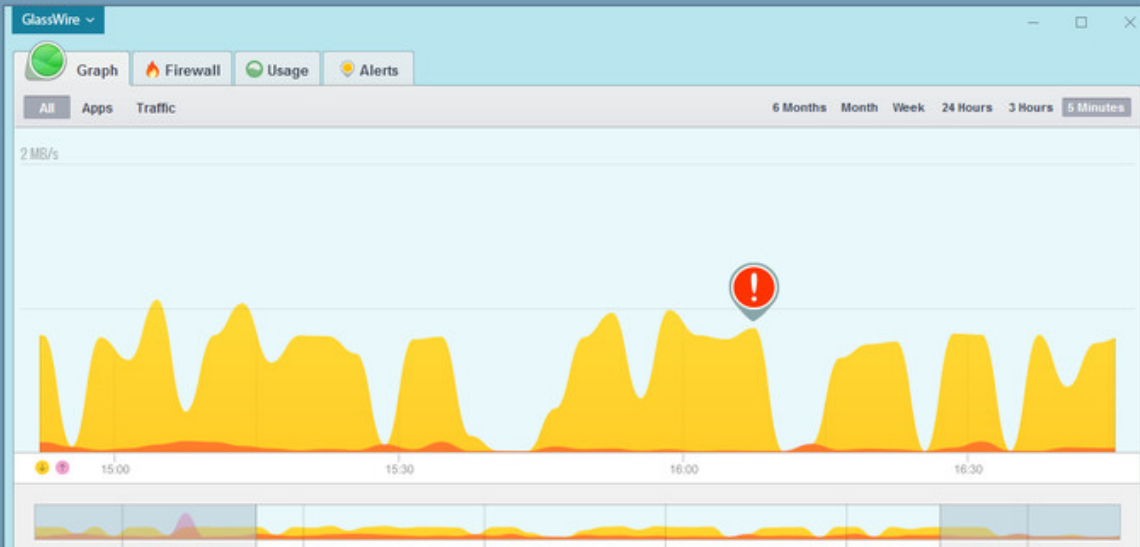 GlassWire
Graph Firewall Usage Alerts
All Apps Traffic 6 Months Month Week 24 Hours 3 Hours 5 Minutes
2 MB/s
!
15:00 15:30 16:00 16:30